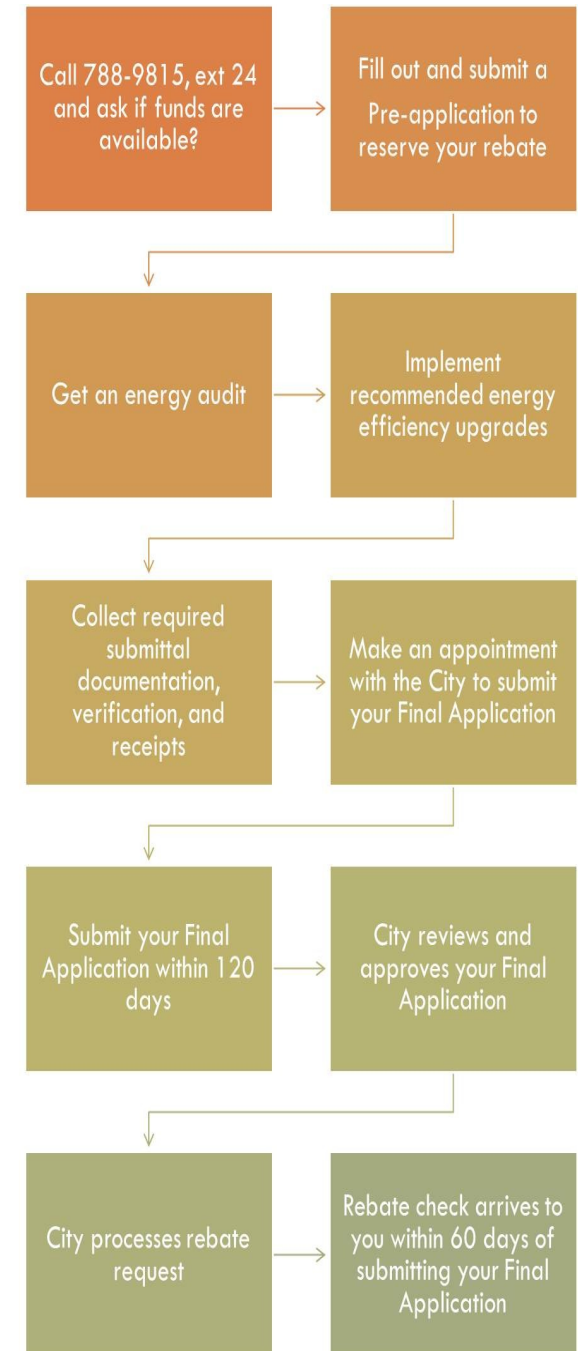 Call 788-9815, ext 24
and ask if funds are
available?
Fill out and submit a
Pre-application to
reserve your rebate
Get an energy audit
Implement
recommended energy
efficiency upgrades
Collect required
submittal
documentation,
verification, and
receipts
Make an appointment
with the City to submit
your Final Application
Submit your Final
Application within 120
days
City reviews and
approves your Final
Application
City processes rebate
request
Rebate check arrives to
you within 60 days of
submitting your Final
Application